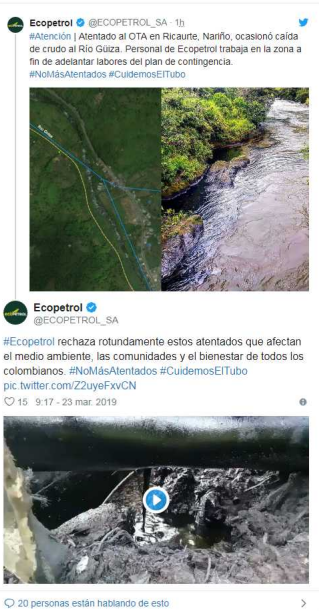 Ecopetrol @ECOPETROL_SA · 1h
#Atención | Atentado al OTA en Ricaurte, Nariño, ocasionó caída
de crudo al Río Güiza. Personal de Ecopetrol trabaja en la zona a
fin de adelantar labores del plan de contingencia.
#NoMásAtentados #CuidemosElTubo
Ecopetrol
@ECOPETROL_SA
#Ecopetrol rechaza rotundamente estos atentados que afectan
el medio ambiente, las comunidades y el bienestar de todos los
colombianos. #NoMásAtentados #CuidemosElTubo
pic.twitter.com/Z2uyeFxvCN
15 9:17 - 23 mar. 2019
20 personas están hablando de esto